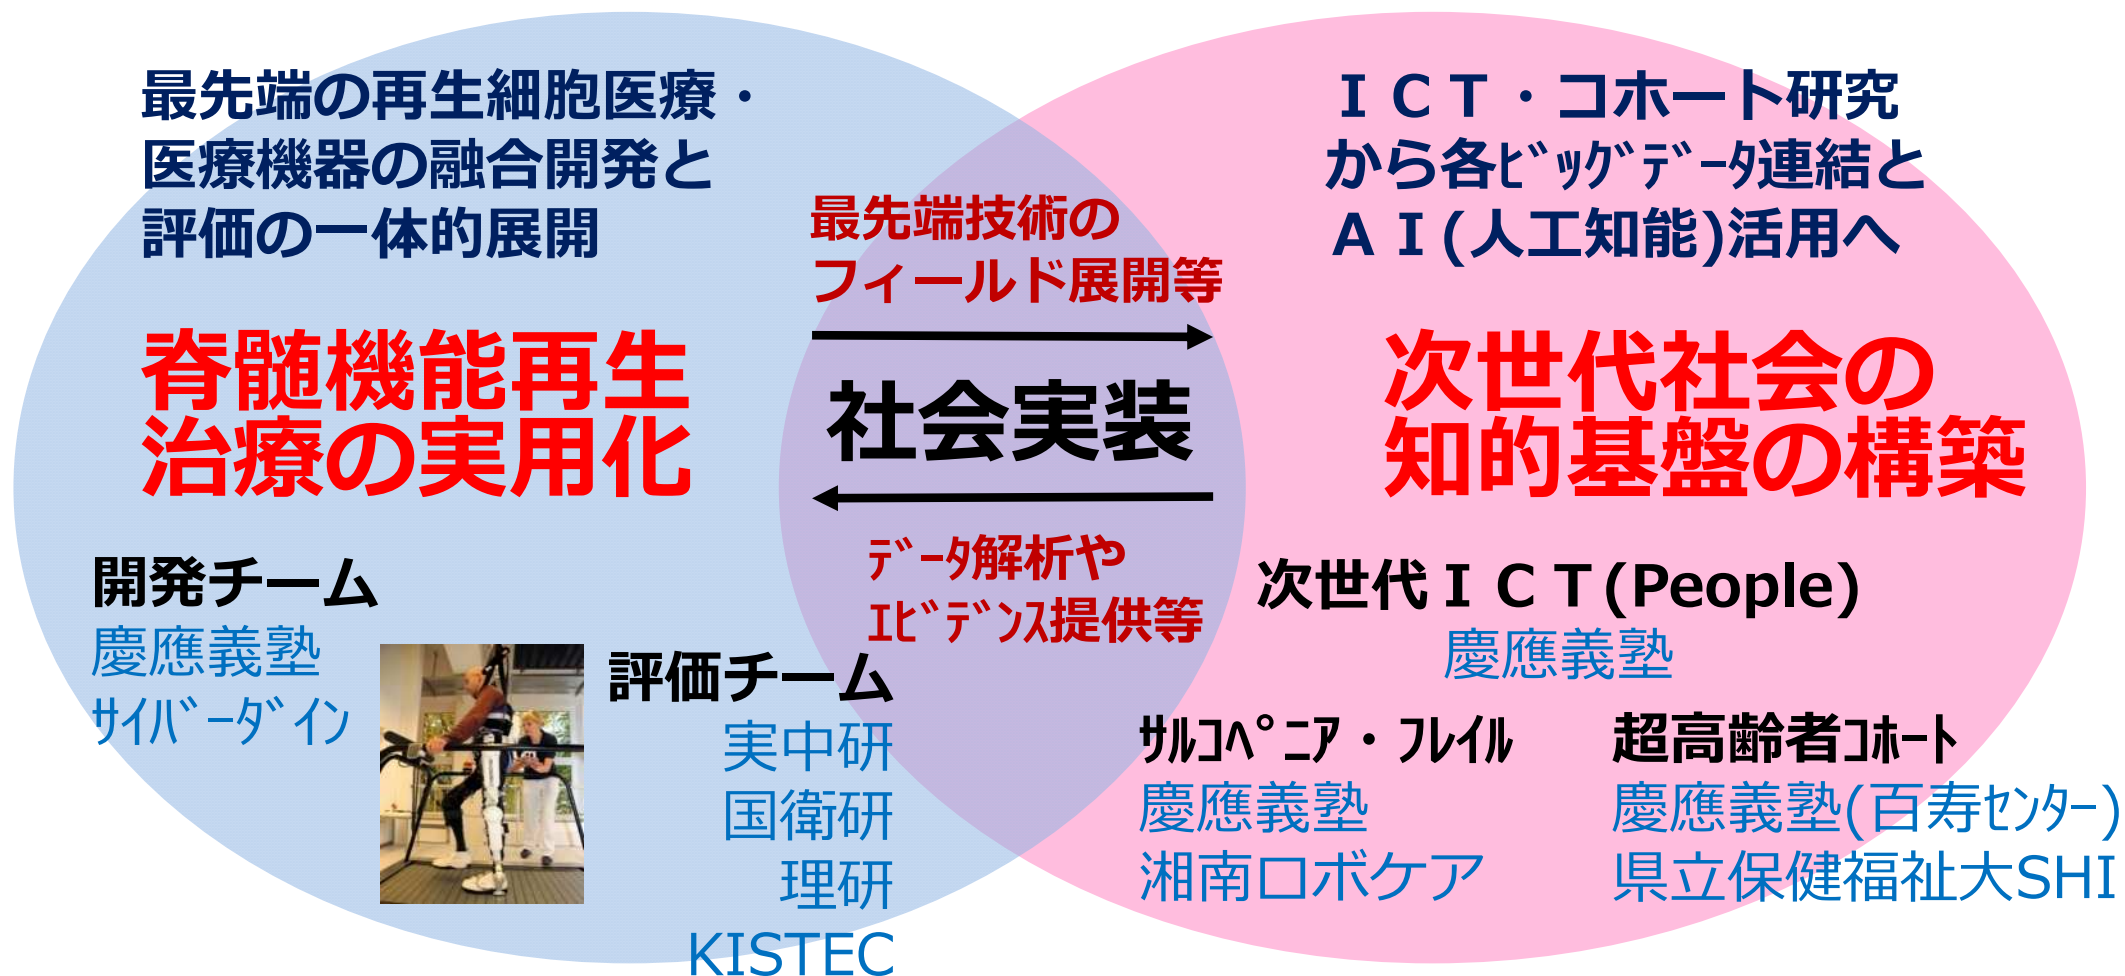 最先端の再生細胞医療・
医療機器の融合開発と
評価の一体的展開
脊髄機能再生
治療の実用化
開発チーム
慶應義塾
ｻｲﾊﾞｰﾀﾞｲﾝ
評価チーム
実中研
国衛研
理研
KISTEC
最先端技術の
フィールド展開等
社会実装
ﾃﾞｰﾀ解析や
ｴﾋﾞﾃﾞﾝｽ提供等
ＩＣＴ・コホート研究
から各ﾋﾞｯｸﾞﾃﾞｰﾀ連結と
ＡＩ(人工知能)活用へ
次世代社会の
知的基盤の構築
次世代ＩＣＴ(People)
慶應義塾
ｻﾙｺﾍﾟﾆｱ・ﾌﾚｲﾙ
慶應義塾
湘南ロボケア
超高齢者ｺﾎｰﾄ
慶應義塾(百寿ｾﾝﾀｰ)
県立保健福祉大SHI